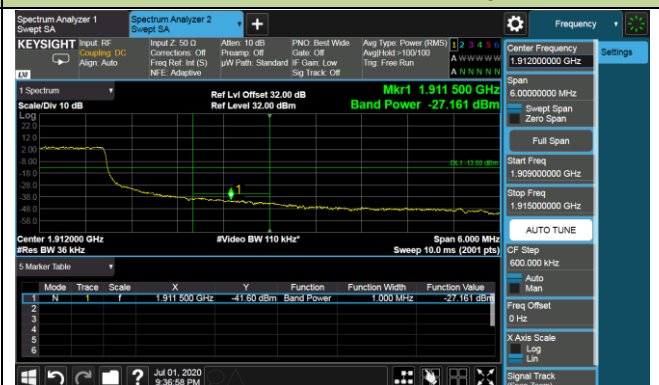 Spectrum Analyzer 1
Swept SA
Spectrum Analyzer 2
Swept SA
Frequency
KEYSIGHT
Input: RF
Coupling: DC
Align: Auto
Input Z: 50 Ω
Corrections: Off
Freq Ref: Int (S)
NFE: Adaptive
Atten: 10 dB
Preamp: Off
µW Path: Standard
PNO: Best Wide
Gate: Off
IF Gain: Low
Sig Track: Off
Avg Type: Power (RMS)
Avg|Hold:>100/100
Trig: Free Run
1 2 3 4 5 6
A W W W W W
A N N N N N
LXI
1 Spectrum
Scale/Div 10 dB
Ref Lvl Offset 32.00
Ref Level 32.00 dBm
Mkr1 1.911 500 GHz
Band Power -27.161 dBm
Log
22.0
12.0
2.00
-8.00
-18.0
-28.0
-38.0
-48.0
-58.0
DL1 -13.00 dBm
1
Center 1.9120 00 GHz
#Res BW 36 kHz
#Video BW 110 kHz*
Span 6.000 MHz
Sweep 10.0 ms (2001 pts)
5 Marker Table
Mode Trace Scale X Y Function Function Width Function Value
1 N 1 f 1.911 500 GHz -41.60 dBm Band Power 1.000 MHz -27.161 dBm
2
3
4
5
6
Jul 01, 2020
9:36:58 PM
Center Frequency
1.912000000 GHz
Settings
Span
6.00000000 MHz
Swept Span
Zero Span
Full Span
Start Freq
1.909000000 GHz
Stop Freq
1.915000000 GHz
AUTO TUNE
CF Step
600.000 kHz
Auto
Man
Freq Offset
0 Hz
X Axis Scale
Log
Lin
Signal Track
(Span Zoom)